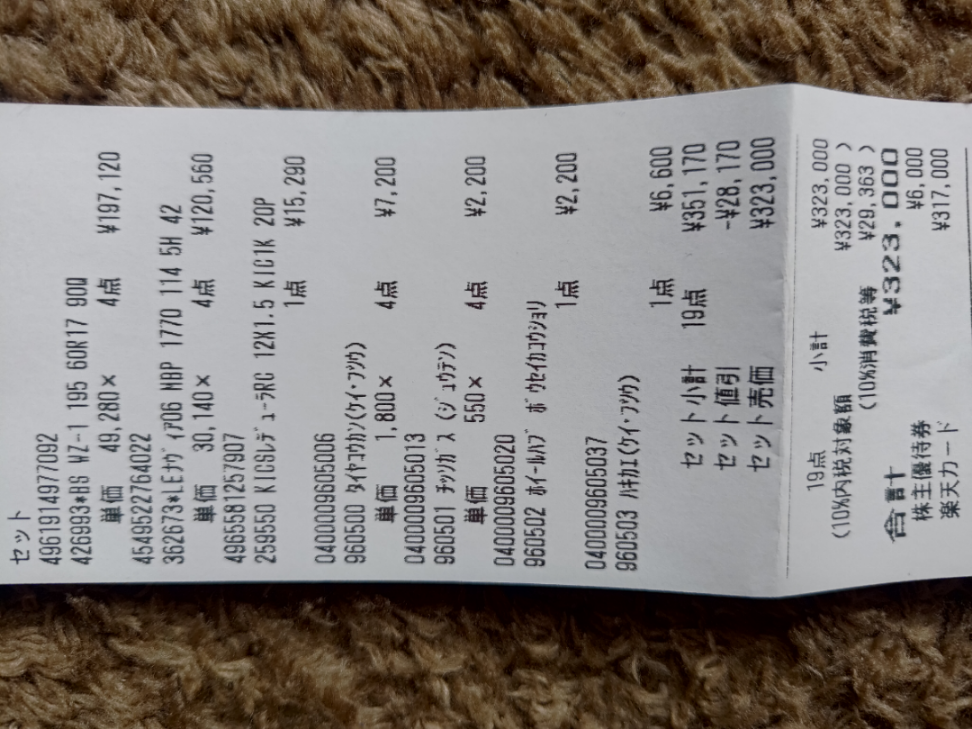 セット
4961914977092
426993*BS WZ-1 195 60R17 90Q
単価 49,280× 4点 ¥197,120
4549522764022
362673*LEﾅｳﾞｨｱ06 MBP 1770 114 5H 42
単価 30,140× 4点 ¥120,560
4965581257907
259550 KICSﾚﾃﾞｭｰﾗRC 12X1.5 KIC1K 20P
1点 ¥15,290
0400009605006
960500 ﾀｲﾔｺｳｶﾝ(ｹｲ･ﾌﾂｳ)
単価 1,800× 4点 ¥7,200
0400009605013
960501 ﾁｯｿｶﾞｽ (ｼﾞｭｳﾃﾝ)
単価 550× 4点 ¥2,200
0400009605020
960502 ﾎｲｰﾙﾊﾌﾞ ﾎﾞｳｾｲｶｺｳｼｮﾘ
1点 ¥2,200
0400009605037
960503 ﾊｷｶｴ(ｹｲ･ﾌﾂｳ)
1点 ¥6,600
セット小計 19点 ¥351,170
セット値引 -¥28,170
セット売価 ¥323,000
19点 小計 ¥323,000
(10%内税対象額 ¥323,000 )
(10%消費税等 ¥29,363 )
合計 ¥323,000
株主優待券 ¥6,000
楽天カード ¥317,000